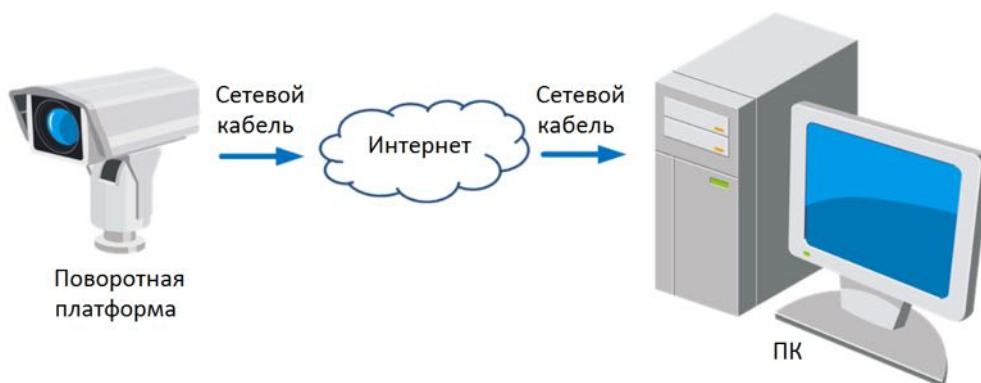 Сетевой
кабель
Интернет
Сетевой
кабель
Поворотная
платформа
ПК